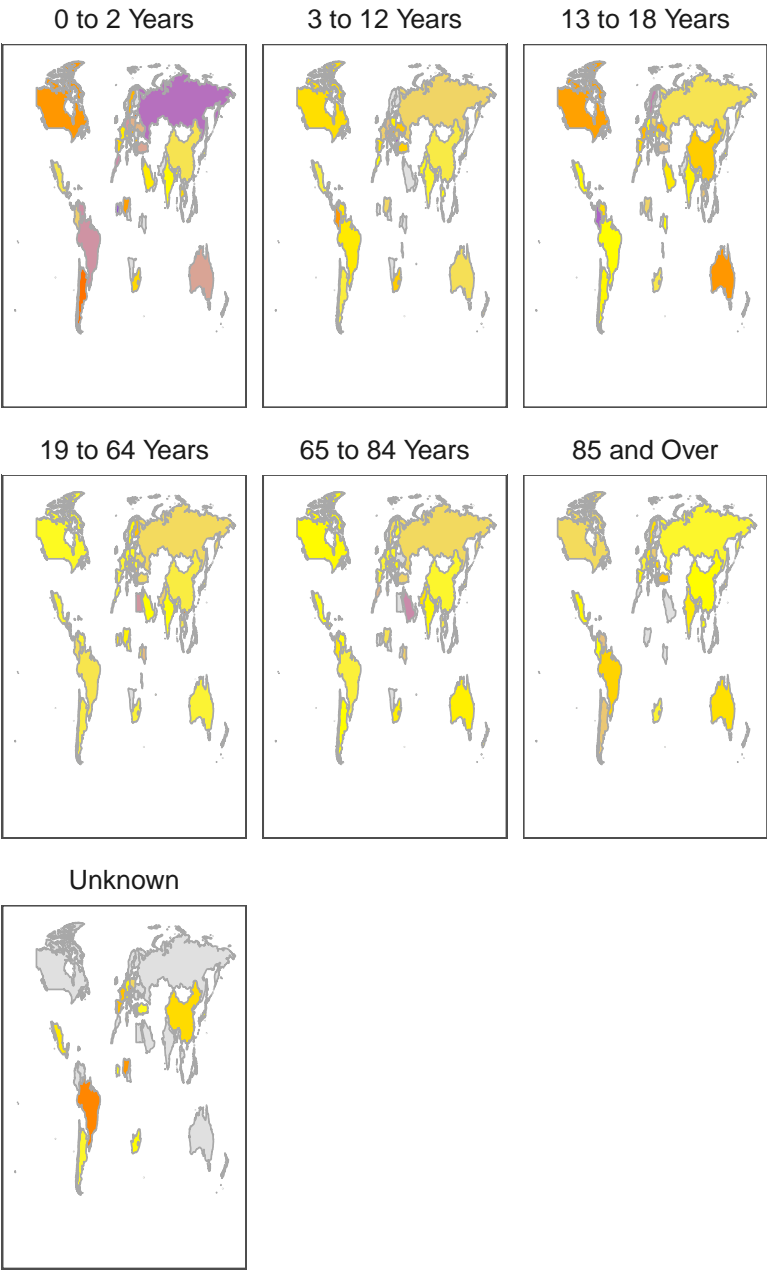 0 to 2 Years
3 to 12 Years
13 to 18 Years
19 to 64 Years
65 to 84 Years
85 and Over
Unknown